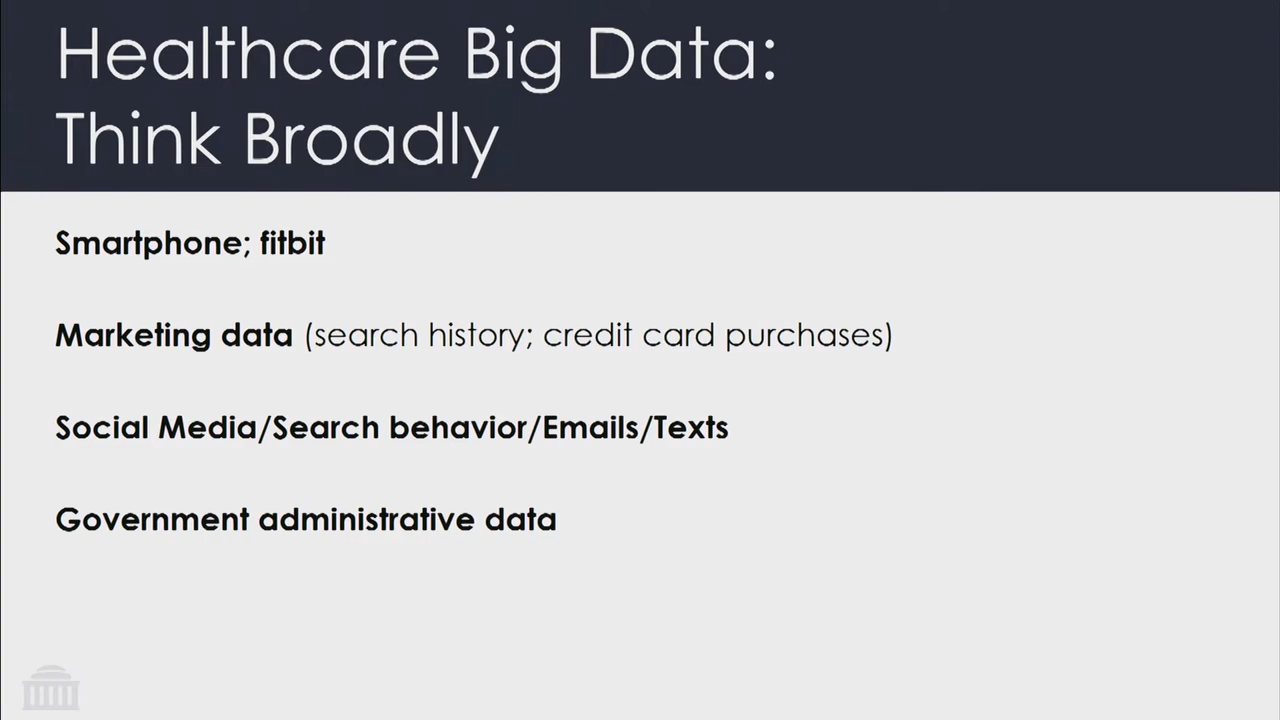 Healthcare Big Data:
Think Broadly
Smartphone; fitbit
Marketing data (search history; credit card purchases)
Social Media/Search behavior/Emails/Texts
Government administrative data